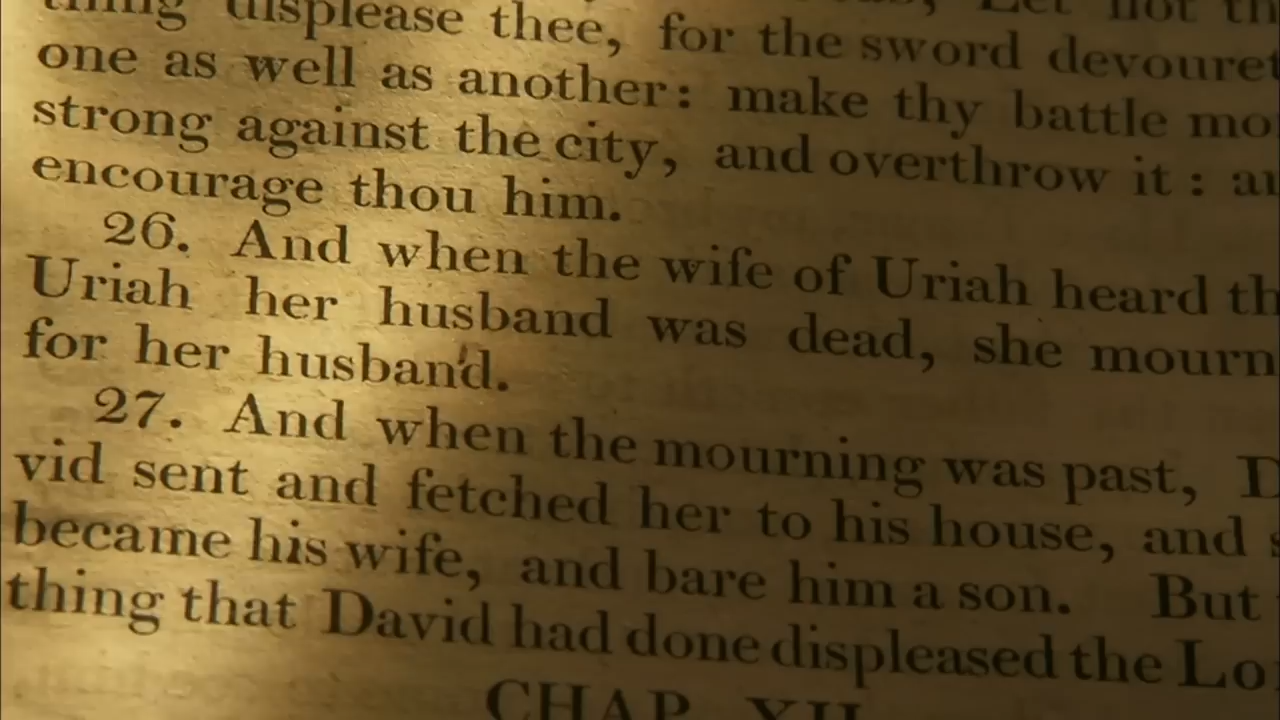 thing displease thee, for the sword devouret
one as well as another: make thy battle mo
strong against the city, and overthrow it: a
encourage thou him.
26. And when the wife of Uriah heard th
Uriah her husband was dead, she mourn
for her husband.
27. And when the mourning was past, D
vid sent and fetched her to his house, and s
became his wife, and bare him a son. But
thing that David had done displeased the Lo
CHAP. XII